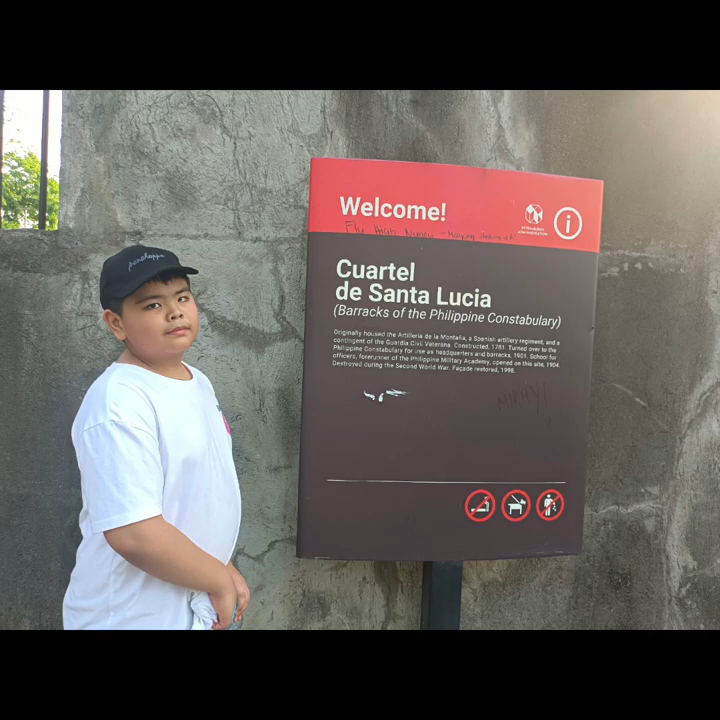 Welcome!
INTRAMUROS
ADMINISTRATION
i
Cuartel
de Santa Lucia
(Barracks of the Philippine Constabulary)
Originally housed the Artilleria de la Montaña, a Spanish artillery regiment, and a
contingent of the Guardia Civil Veterana. Constructed, 1781. Turned over to the
Philippine Constabulary for use as headquarters and barracks, 1901. School for
officers, forerunner of the Philippine Military Academy, opened on this site, 1904.
Destroyed during the Second World War. Façade restored, 1996.
penshoppe